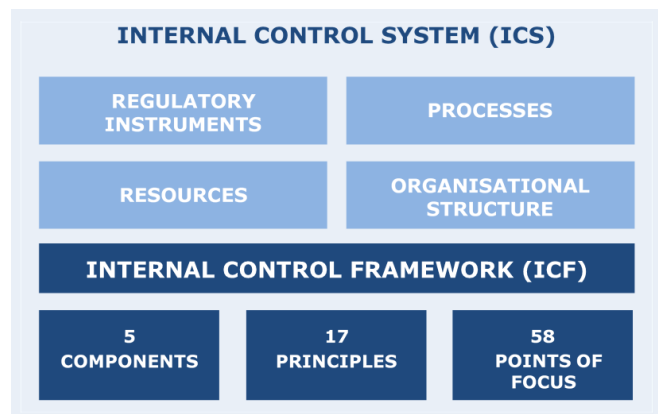 INTERNAL CONTROL SYSTEM (ICS)
REGULATORY
INSTRUMENTS
PROCESSES
RESOURCES
ORGANISATIONAL
STRUCTURE
INTERNAL CONTROL FRAMEWORK (ICF)
5
COMPONENTS
17
PRINCIPLES
58
POINTS OF
FOCUS